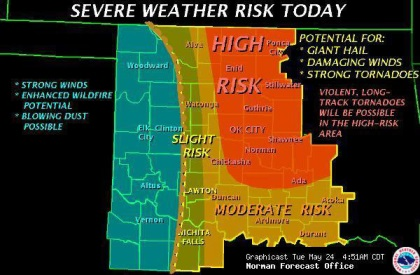 SEVERE WEATHER RISK TODAY
POTENTIAL FOR:
* GIANT HAIL
* DAMAGING WINDS
* STRONG TORNADOES
VIOLENT, LONG-
TRACK TORNADOES
WILL BE POSSIBLE
IN THE HIGH-RISK
AREA
* STRONG WINDS
* ENHANCED WILDFIRE
POTENTIAL
* BLOWING DUST
POSSIBLE
HIGH
RISK
Alva
Ponca
City
Woodward
Enid
Stillwater
Watonga
Guthrie
Elk
City
Clinton
OK CITY
SLIGHT
RISK
Shawnee
Norman
Chickasha
Altus
Ada
LAWTON
Duncan
Atoka
MODERATE RISK
Vernon
Ardmore
WICHITA
FALLS
Durant
Graphicast Tue May 24 4:51AM CDT
Norman Forecast Office